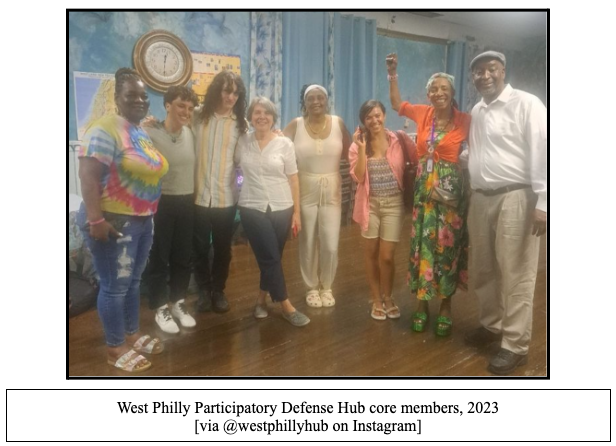 West Philly Participatory Defense Hub core members, 2023
[via @westphillyhub on Instagram]